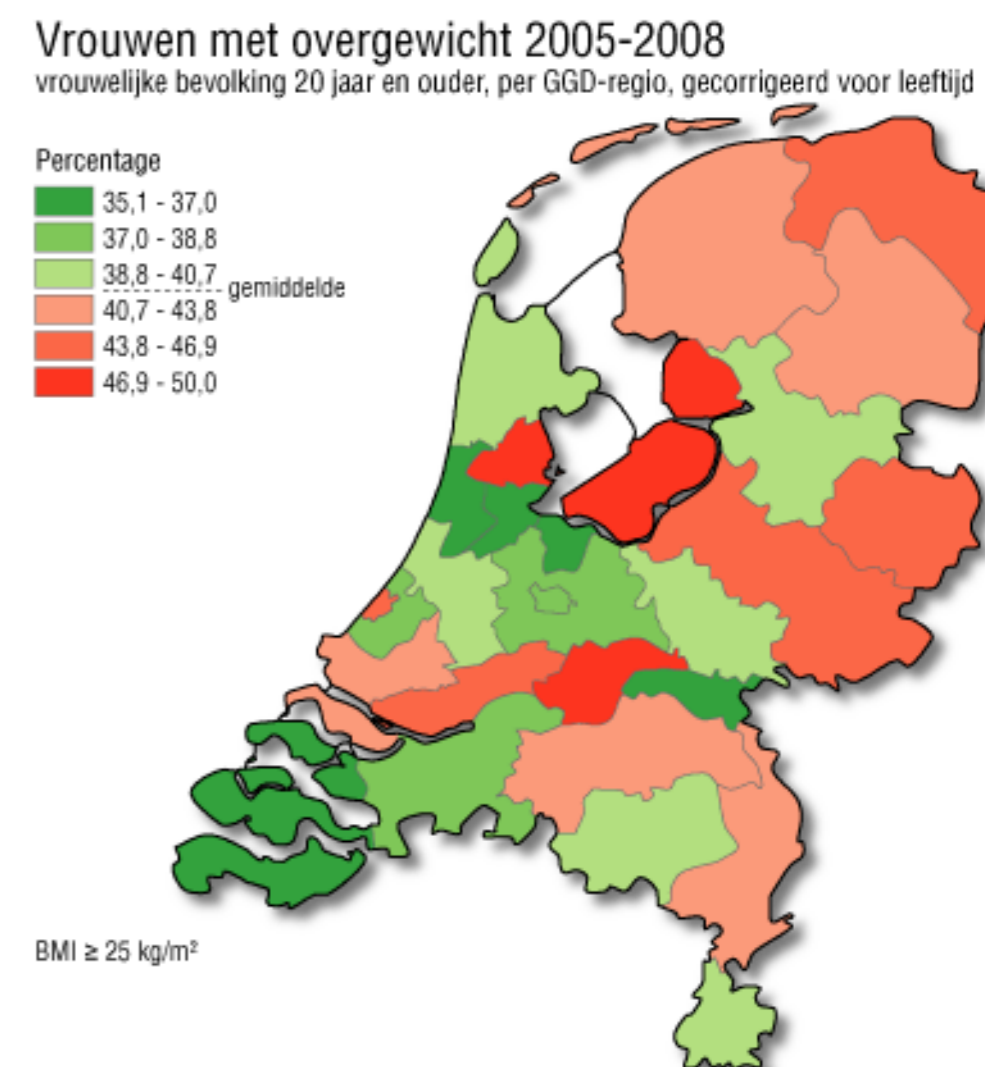 Vrouwen met overgewicht 2005-2008
vrouwelijke bevolking 20 jaar en ouder, per GGD-regio, gecorrigeerd voor leeftijd
Percentage
35,1 - 37,0
37,0 - 38,8
38,8 - 40,7
gemiddelde
40,7 - 43,8
43,8 - 46,9
46,9 - 50,0
BMI ≥ 25 kg/m²